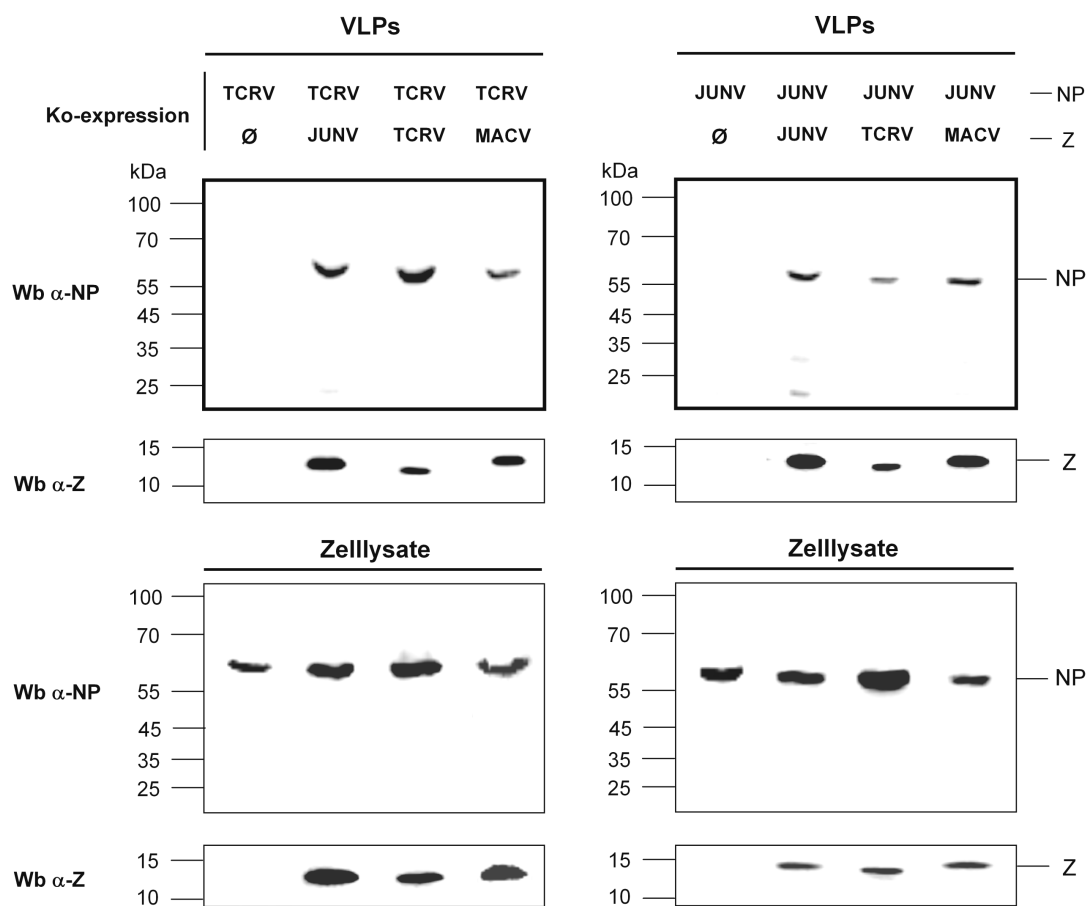 VLPs VLPs
TCRV TCRV TCRV TCRV JUNV JUNV JUNV JUNV NP
Ko-expression
Ø JUNV TCRV MACV Ø JUNV TCRV MACV Z
kDa kDa
100 100
70 70
NP
55 55
Wb α-NP
45 45
35 35
25 25
15 15
Z
10 10
Wb α-Z
Zelllysate Zelllysate
100 100
70 70
Wb α-NP NP
55 55
45 45
35 35
25 25
15 15
Z
Wb α-Z
10 10